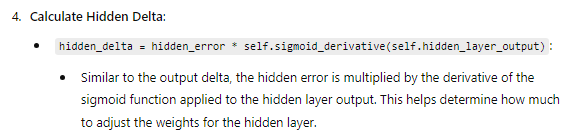 4. Calculate Hidden Delta:
• hidden_delta = hidden_error * self.sigmoid_derivative(self.hidden_layer_output) :
• Similar to the output delta, the hidden error is multiplied by the derivative of the
sigmoid function applied to the hidden layer output. This helps determine how much
to adjust the weights for the hidden layer.